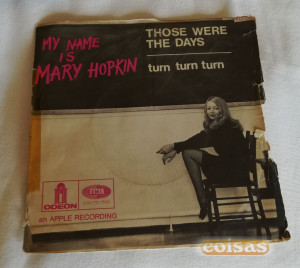 MY NAME
IS
MARY HOPKIN
THOSE WERE
THE DAYS
turn turn turn
ODEON
an APPLE RECORDING
coisas